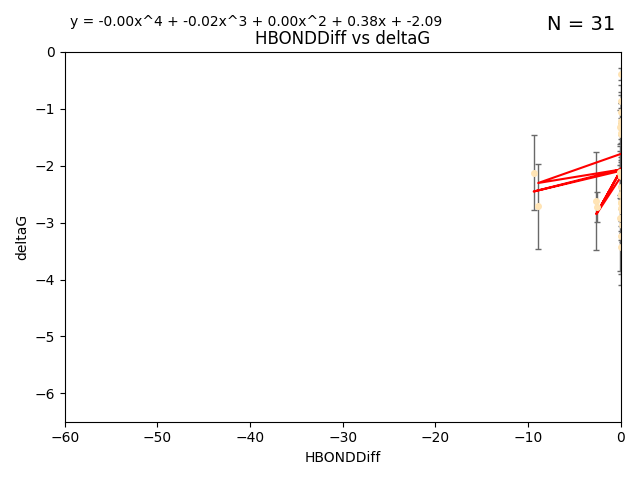 y = -0.00x^4 + -0.02x^3 + 0.00x^2 + 0.38x + -2.09
N = 31
HBONDDiff vs deltaG
0
−1
−2
−3
−4
−5
−6
deltaG
−60 −50 −40 −30 −20 −10 0
HBONDDiff